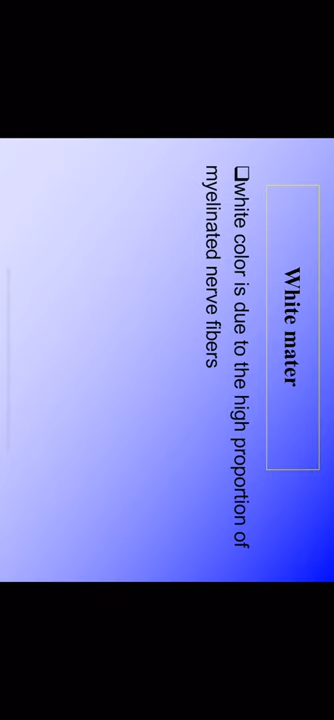 White mater
❑white color is due to the high proportion of
myelinated nerve fibers